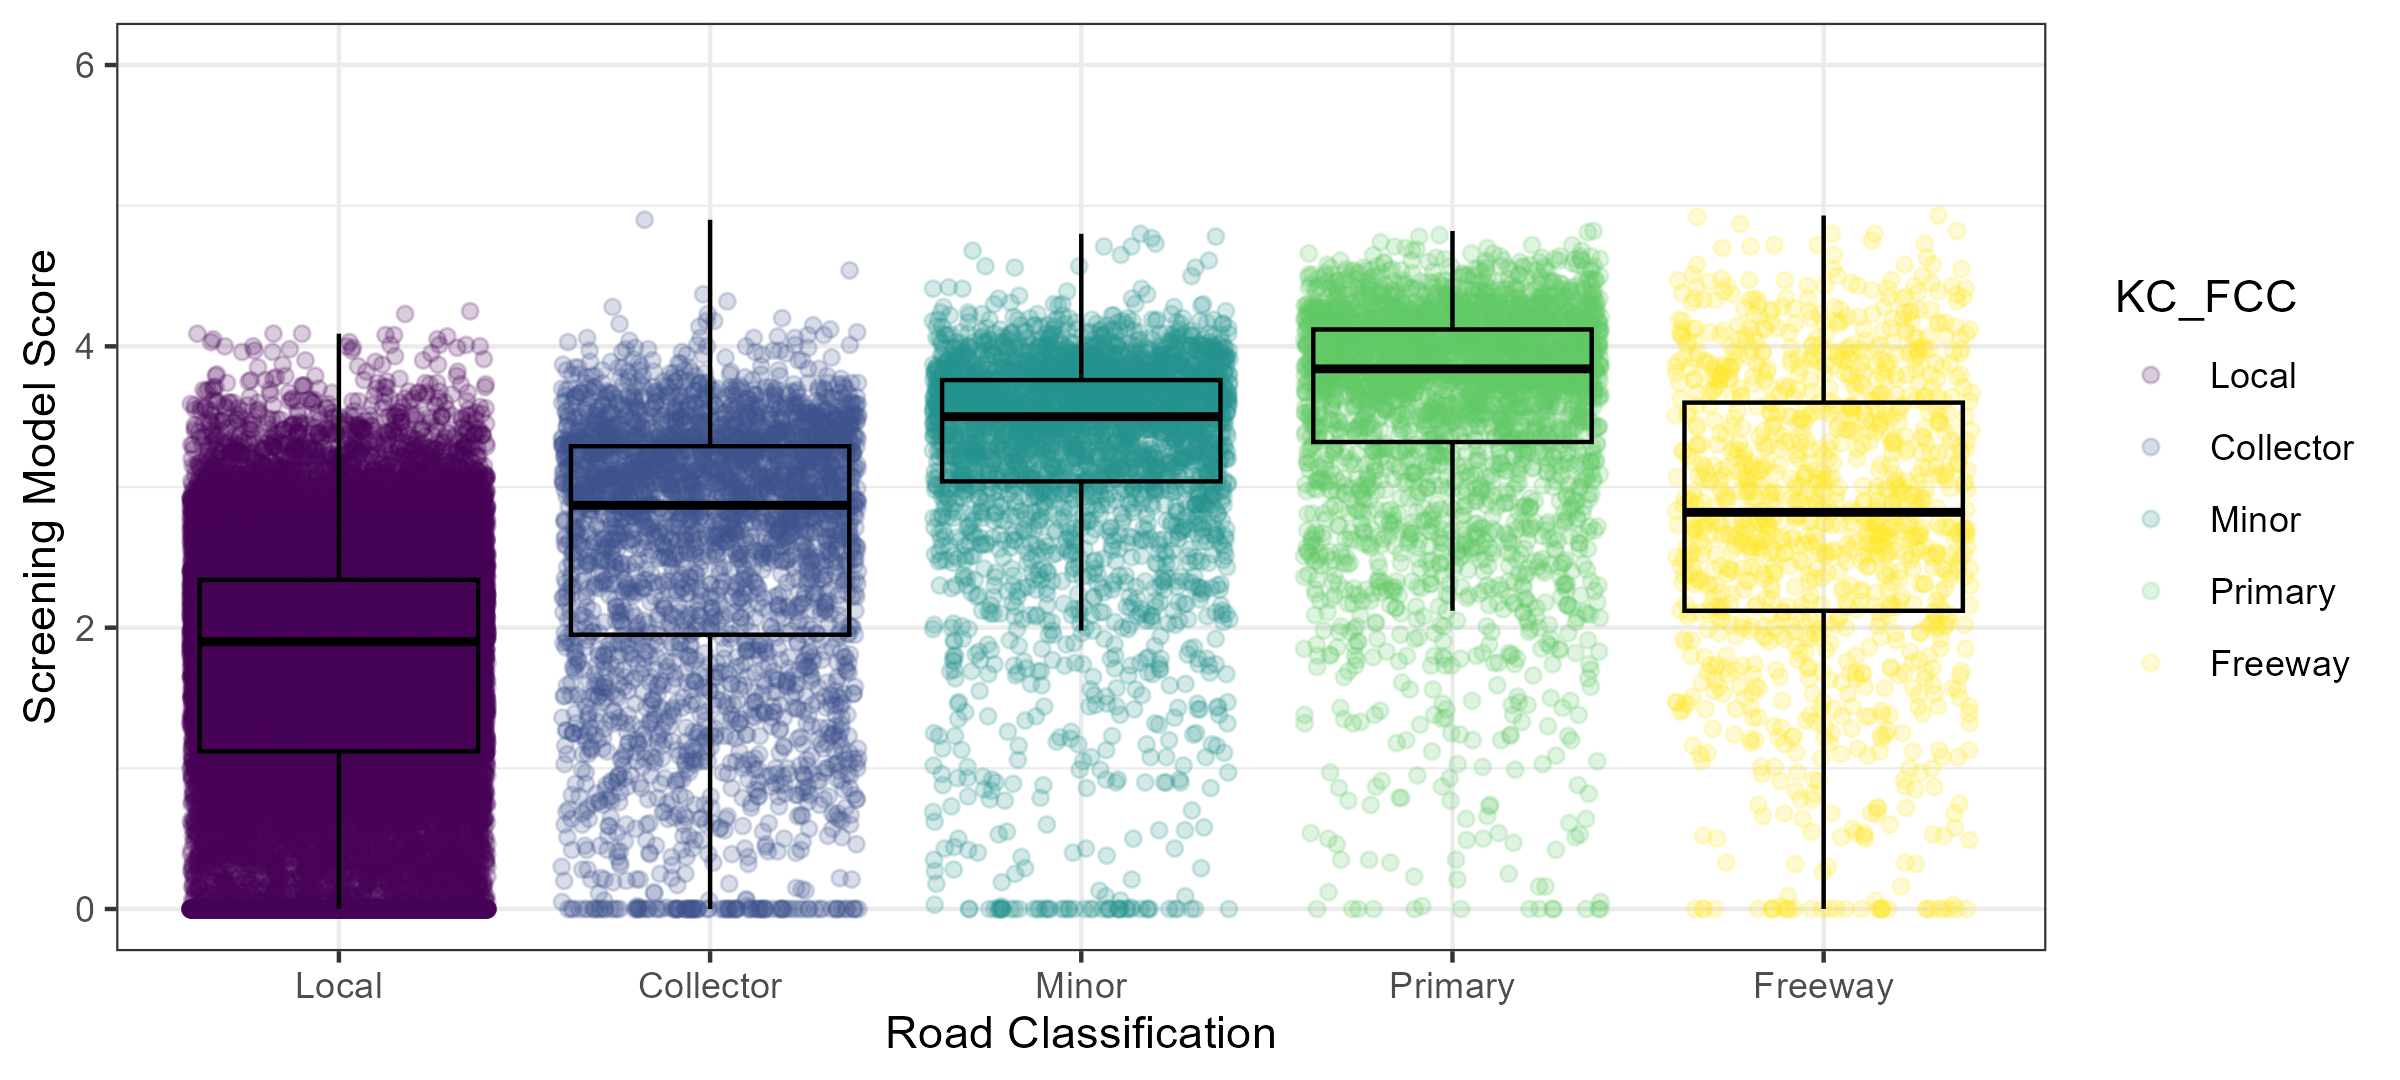 Screening Model Score
6
4
2
0
Local
Collector
Minor
Primary
Freeway
Road Classification
KC_FCC
Local
Collector
Minor
Primary
Freeway